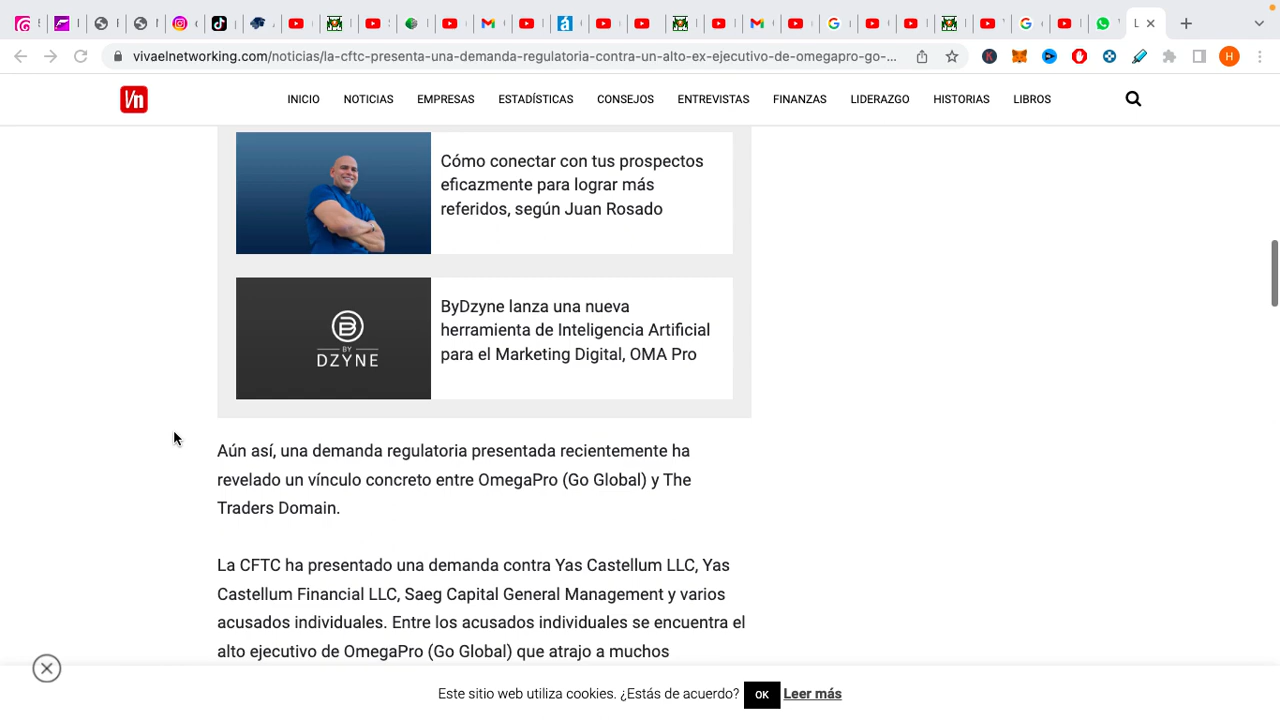 vivaelnetworking.com/noticias/la-cftc-presenta-una-demanda-regulatoria-contra-un-alto-ex-ejecutivo-de-omegapro-go-...
H
Vn
INICIO NOTICIAS EMPRESAS ESTADÍSTICAS CONSEJOS ENTREVISTAS FINANZAS LIDERAZGO HISTORIAS LIBROS
Cómo conectar con tus prospectos
eficazmente para lograr más
referidos, según Juan Rosado
BY
DZYNE
ByDzyne lanza una nueva
herramienta de Inteligencia Artificial
para el Marketing Digital, OMA Pro
Aún así, una demanda regulatoria presentada recientemente ha
revelado un vínculo concreto entre OmegaPro (Go Global) y The
Traders Domain.
La CFTC ha presentado una demanda contra Yas Castellum LLC, Yas
Castellum Financial LLC, Saeg Capital General Management y varios
acusados individuales. Entre los acusados individuales se encuentra el
alto ejecutivo de OmegaPro (Go Global) que atrajo a muchos
Este sitio web utiliza cookies. ¿Estás de acuerdo? OK Leer más